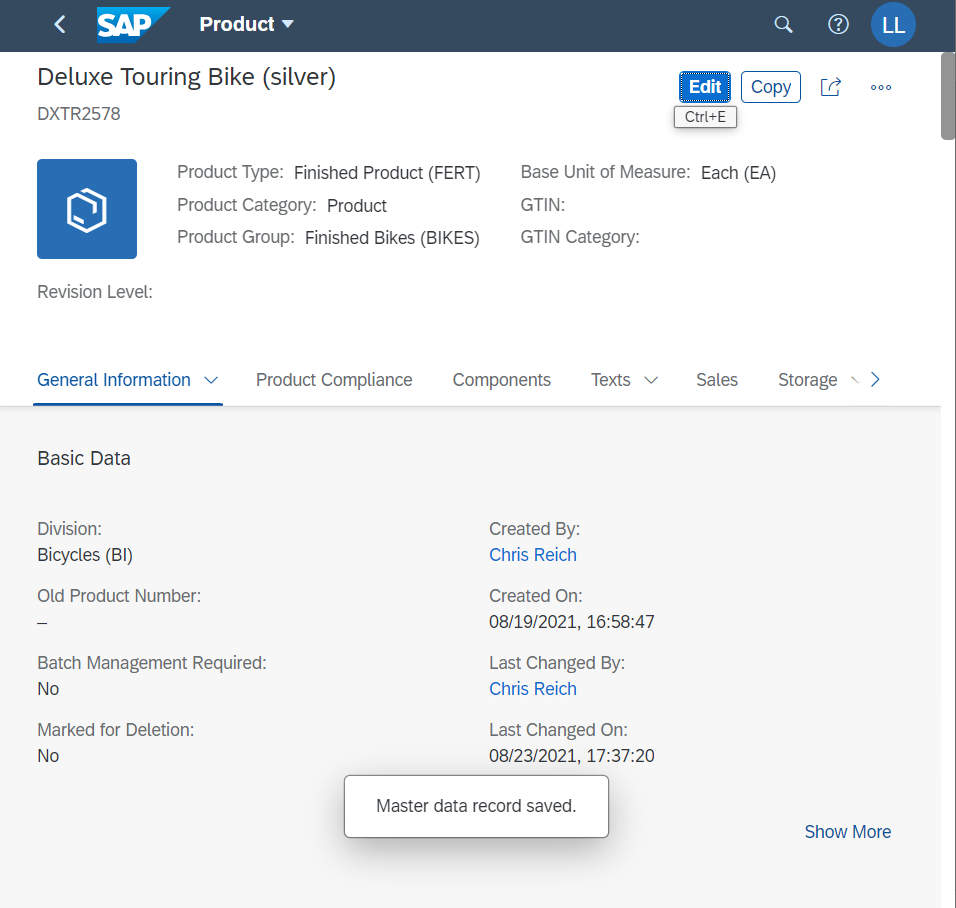 SAP Product LL
Deluxe Touring Bike (silver)
Edit Copy
DXTR2578
Ctrl+E
Product Type: Finished Product (FERT) Base Unit of Measure: Each (EA)
Product Category: Product GTIN:
Product Group: Finished Bikes (BIKES) GTIN Category:
Revision Level:
General Information Product Compliance Components Texts Sales Storage
Basic Data
Division: Created By:
Bicycles (BI) Chris Reich
Old Product Number: Created On:
– 08/19/2021, 16:58:47
Batch Management Required: Last Changed By:
No Chris Reich
Marked for Deletion: Last Changed On:
No 08/23/2021, 17:37:20
Master data record saved.
Show More